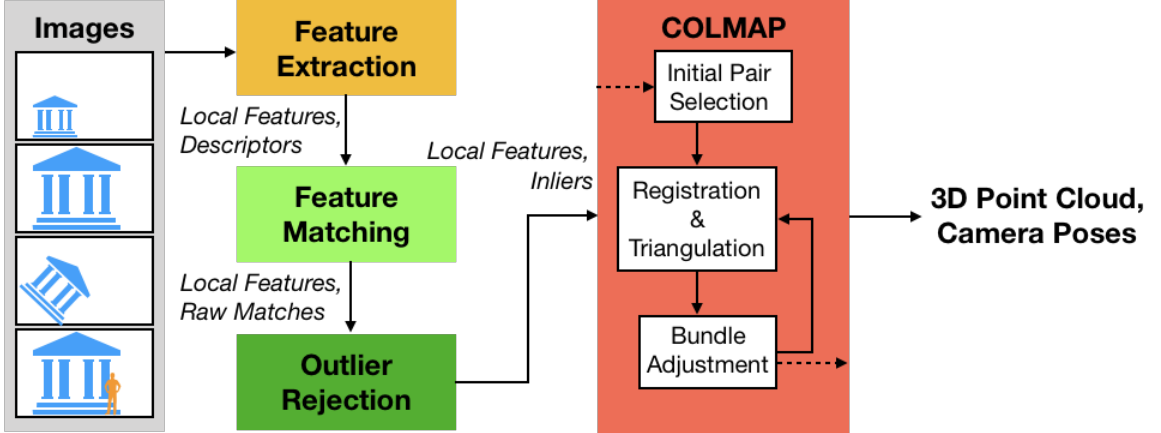 Images
Feature
Extraction
Local Features,
Descriptors
Feature
Matching
Local Features,
Raw Matches
Outlier
Rejection
Local Features,
Inliers
COLMAP
Initial Pair
Selection
Registration
&
Triangulation
Bundle
Adjustment
3D Point Cloud,
Camera Poses